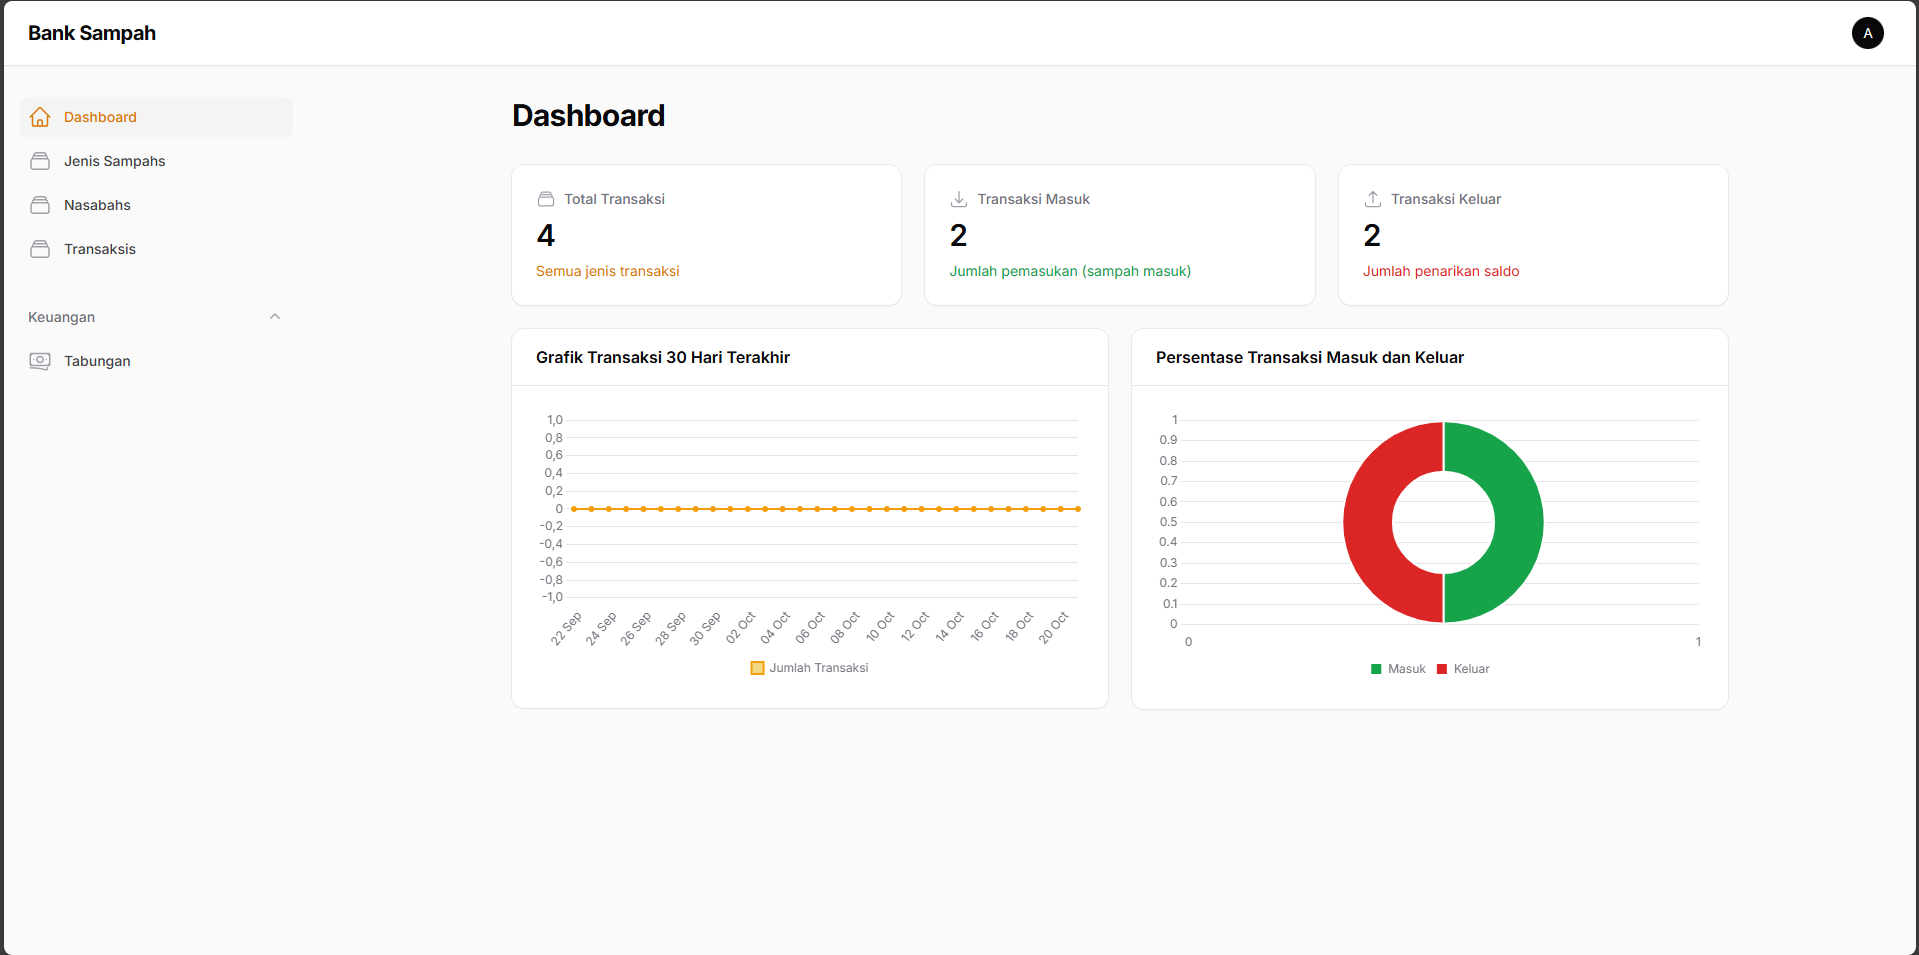 Bank Sampah
A
Dashboard
Jenis Sampahs
Nasabahs
Transaksis
Keuangan
Tabungan
Dashboard
Total Transaksi
4
Semua jenis transaksi
Transaksi Masuk
2
Jumlah pemasukan (sampah masuk)
Transaksi Keluar
2
Jumlah penarikan saldo
Grafik Transaksi 30 Hari Terakhir
1,0
0,8
0,6
0,4
0,2
0
-0,2
-0,4
-0,6
-0,8
-1,0
22 Sep
24 Sep
26 Sep
28 Sep
30 Sep
02 Oct
04 Oct
06 Oct
08 Oct
10 Oct
12 Oct
14 Oct
16 Oct
18 Oct
20 Oct
Jumlah Transaksi
Persentase Transaksi Masuk dan Keluar
1
0.9
0.8
0.7
0.6
0.5
0.4
0.3
0.2
0.1
0
0
1
Masuk
Keluar